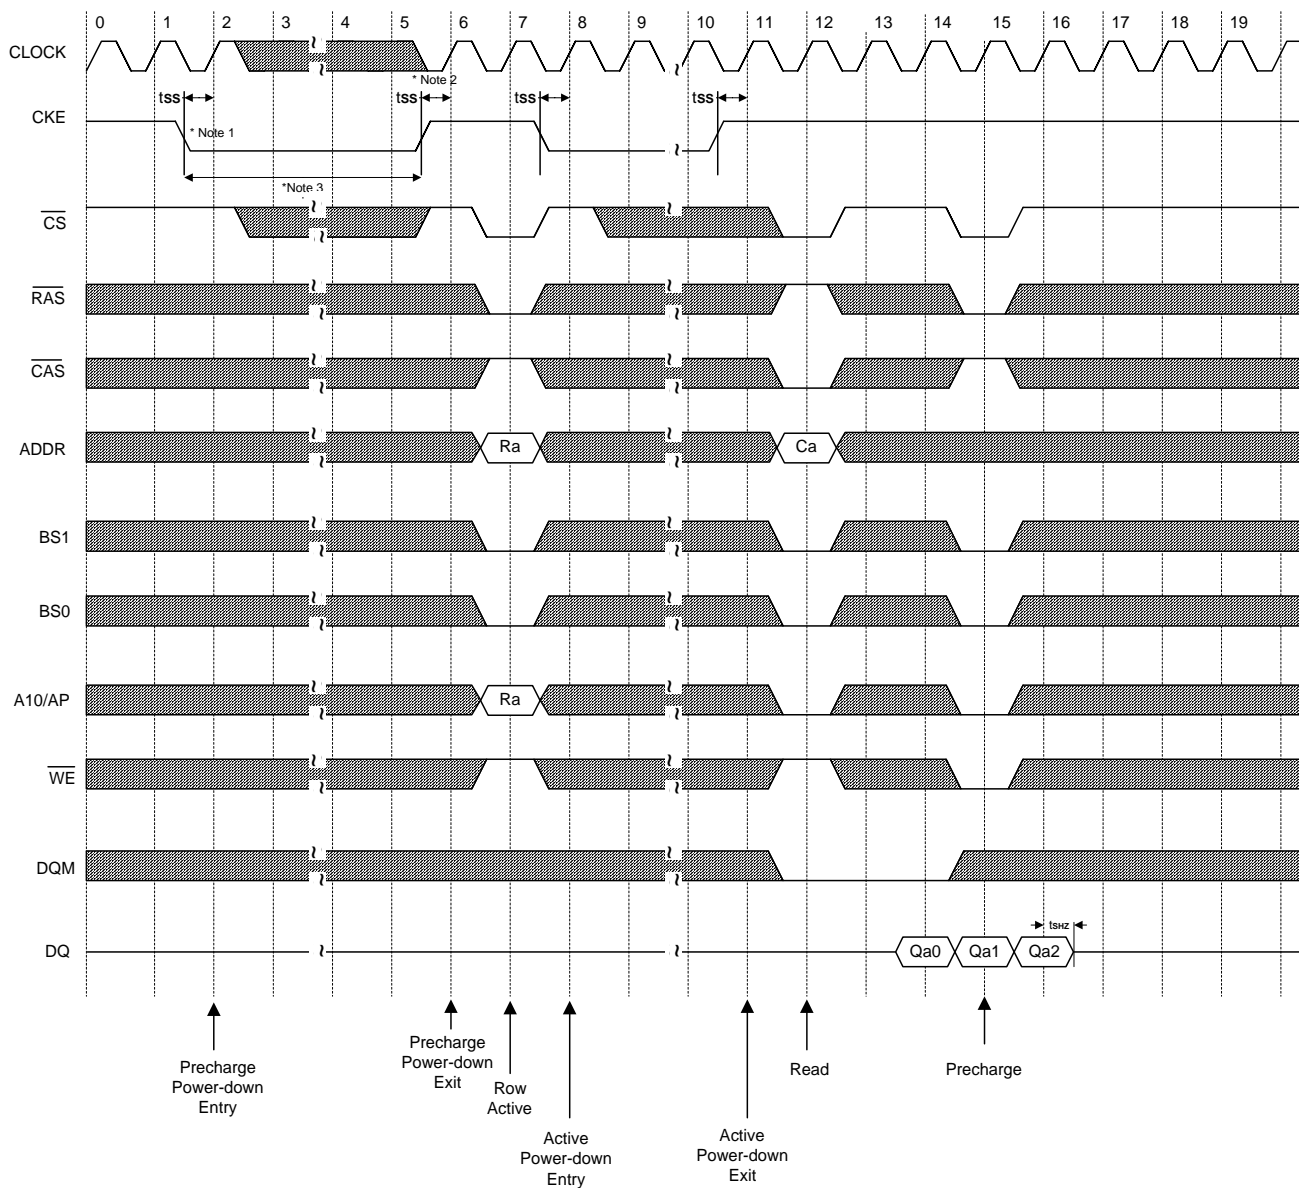 0 1 2 3 4 5 6 7 8 9 10 11 12 13 14 15 16 17 18 19
CLOCK
* Note 2
tSS tSS tSS tSS
CKE
* Note 1
*Note 3
CS
RAS
CAS
ADDR Ra Ca
BS1
BS0
A10/AP Ra
WE
DQM
tSHZ
DQ Qa0 Qa1 Qa2
Precharge
Power-down
Entry
Precharge
Power-down
Exit
Row
Active
Active
Power-down
Entry
Active
Power-down
Exit
Read
Precharge